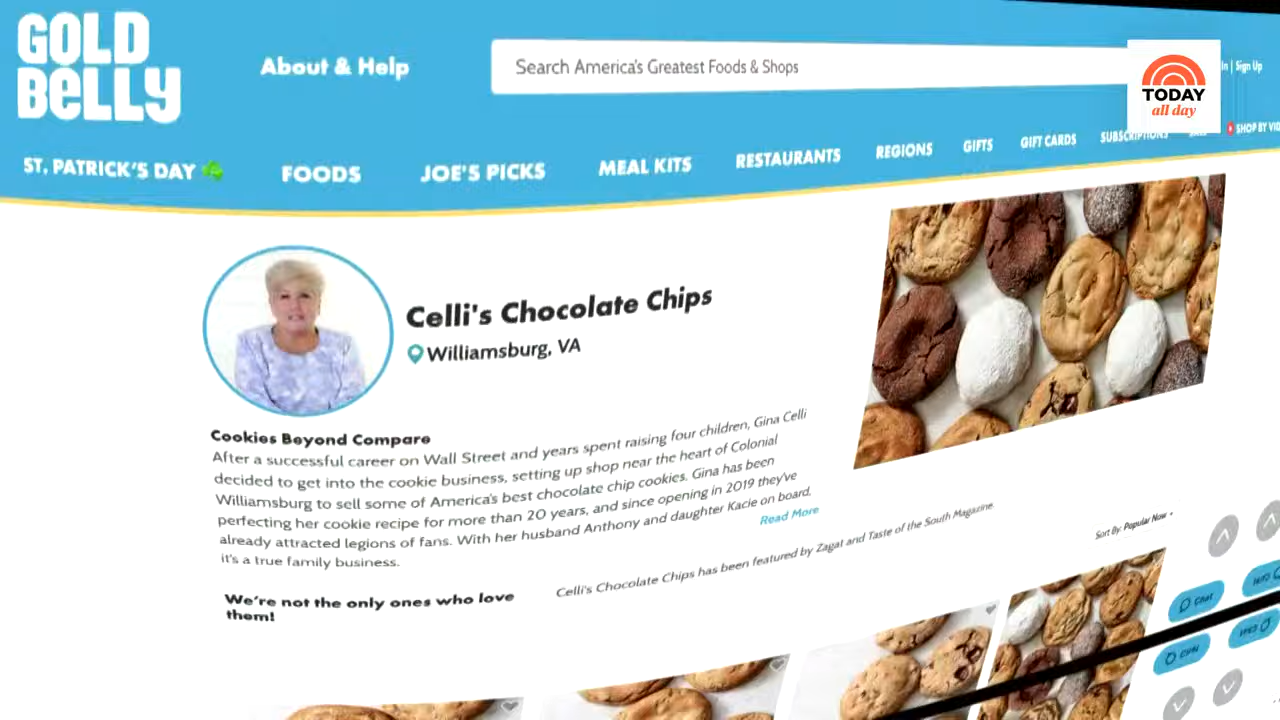 GOLD
BELLY
About & Help
Search America's Greatest Foods & Shops
In | Sign Up
TODAY
all day
ST. PATRICK'S DAY
FOODS
JOE'S PICKS
MEAL KITS
RESTAURANTS
REGIONS
GIFTS
GIFT CARDS
SUBSCRIPTIONS
SHOP BY VID
Celli's Chocolate Chips
Williamsburg, VA
Cookies Beyond Compare
After a successful career on Wall Street and years spent raising four children, Gina Celli
decided to get into the cookie business, setting up shop near the heart of Colonial
Williamsburg to sell some of America's best chocolate chip cookies. Gina has been
perfecting her cookie recipe for more than 20 years, and since opening in 2019 they've
already attracted legions of fans. With her husband Anthony and daughter Kacie on board,
it's a true family business.
Read More
We're not the only ones who love
them!
Celli's Chocolate Chips has been featured by Zagat and Taste of the South Magazine
Sort By: Popular Now
Chat